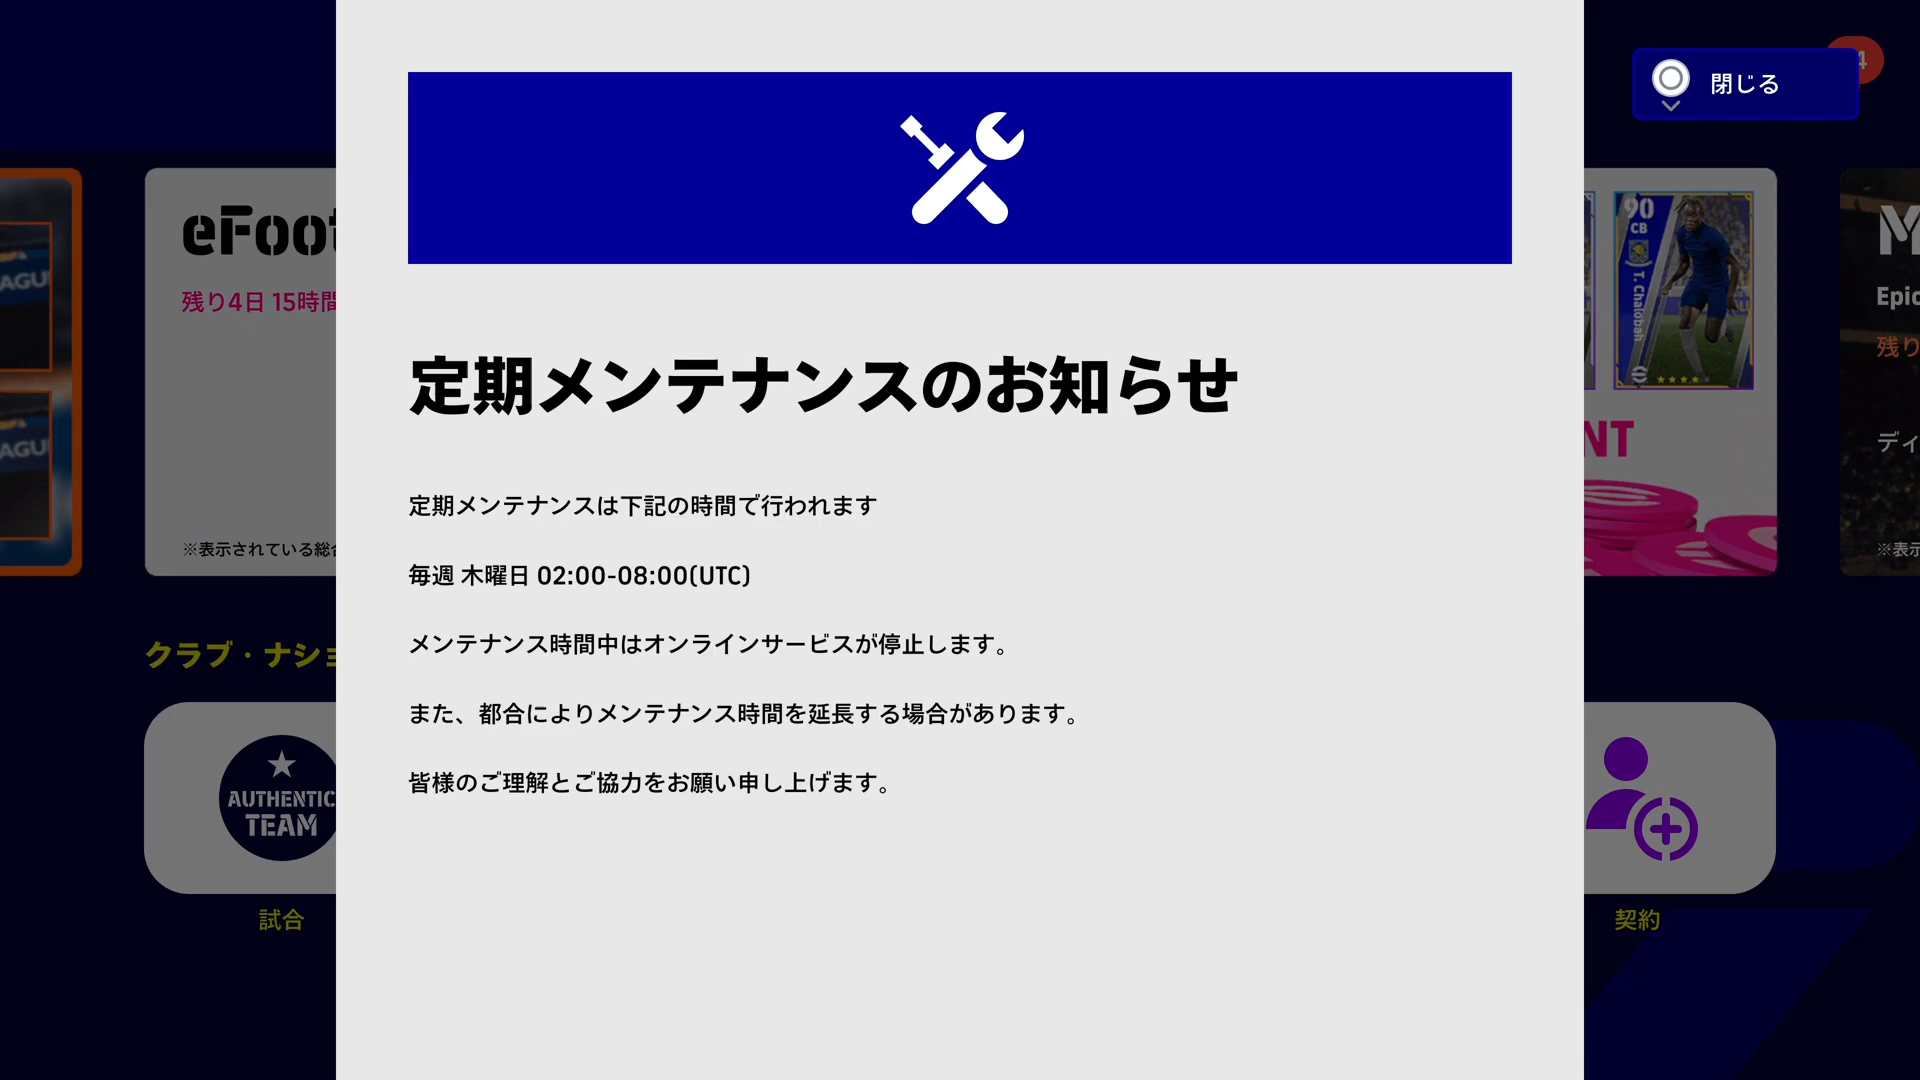 閉じる
4
eFoot
残り4日 15時間
※表示されている総合
AGU
AGU
90
CB
T. Chalobah
NT
Epic
残り
ディ
※表示
定期メンテナンスのお知らせ
定期メンテナンスは下記の時間で行われます
毎週 木曜日 02:00-08:00(UTC)
メンテナンス時間中はオンラインサービスが停止します。
また、都合によりメンテナンス時間を延長する場合があります。
皆様のご理解とご協力をお願い申し上げます。
クラブ・ナショ
AUTHENTIC
TEAM
試合
契約